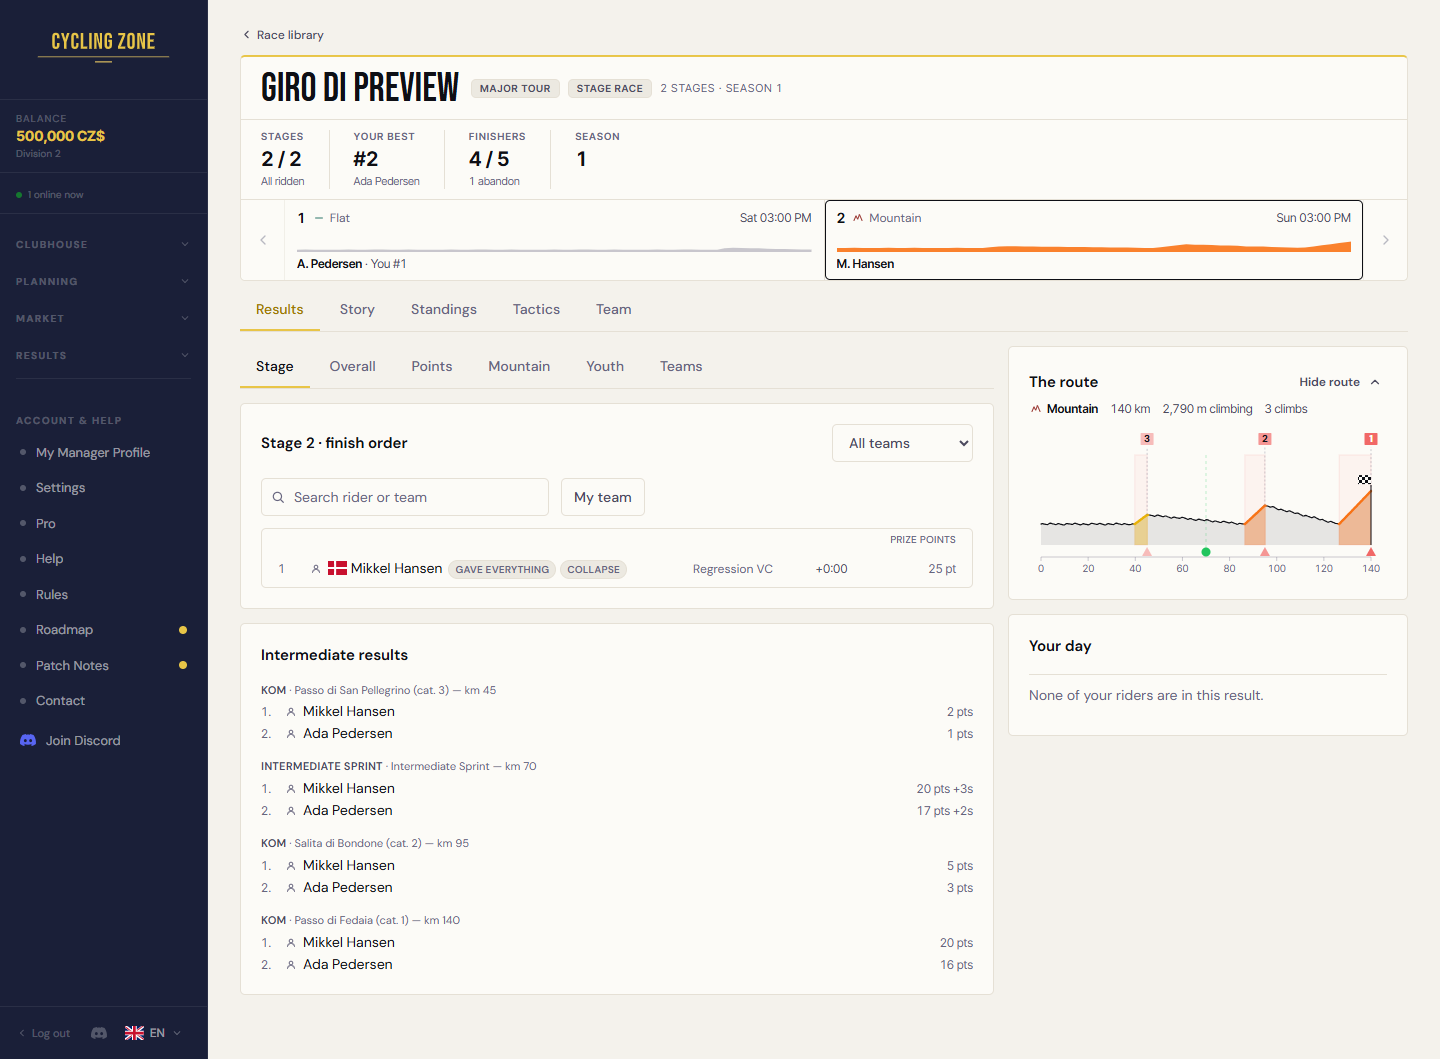 CYCLING ZONE
BALANCE
500,000 CZ$
Division 2
1 online now
CLUBHOUSE
PLANNING
MARKET
RESULTS
ACCOUNT & HELP
My Manager Profile
Settings
Pro
Help
Rules
Roadmap
Patch Notes
Contact
Join Discord
Log out
EN
Race library
GIRO DI PREVIEW MAJOR TOUR STAGE RACE 2 STAGES · SEASON 1
STAGES YOUR BEST FINISHERS SEASON
2 / 2 #2 4 / 5 1
All ridden Ada Pedersen 1 abandon
1 Flat Sat 03:00 PM
A. Pedersen · You #1
2 Mountain Sun 03:00 PM
M. Hansen
Results Story Standings Tactics Team
Stage Overall Points Mountain Youth Teams
Stage 2 · finish order All teams
Search rider or team My team
PRIZE POINTS
1 Mikkel Hansen GAVE EVERYTHING COLLAPSE Regression VC +0:00 25 pt
Intermediate results
KOM · Passo di San Pellegrino (cat. 3) — km 45
1. Mikkel Hansen 2 pts
2. Ada Pedersen 1 pts
INTERMEDIATE SPRINT · Intermediate Sprint — km 70
1. Mikkel Hansen 20 pts +3s
2. Ada Pedersen 17 pts +2s
KOM · Salita di Bondone (cat. 2) — km 95
1. Mikkel Hansen 5 pts
2. Ada Pedersen 3 pts
KOM · Passo di Fedaia (cat. 1) — km 140
1. Mikkel Hansen 20 pts
2. Ada Pedersen 16 pts
The route Hide route
Mountain 140 km 2,790 m climbing 3 climbs
3 2 1
0 20 40 60 80 100 120 140
Your day
None of your riders are in this result.